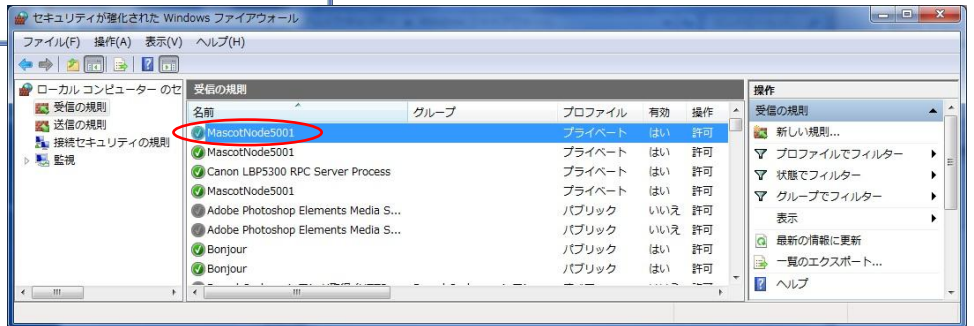 セキュリティが強化された Windows ファイアウォール
ファイル(F) 操作(A) 表示(V) ヘルプ(H)
ローカル コンピューター のセ
受信の規則
送信の規則
接続セキュリティの規則
監視
受信の規則
名前 グループ プロファイル 有効 操作
MascotNode5001 プライベート はい 許可
MascotNode5001 プライベート はい 許可
Canon LBP5300 RPC Server Process プライベート はい 許可
MascotNode5001 プライベート はい 許可
Adobe Photoshop Elements Media S... パブリック いいえ 許可
Adobe Photoshop Elements Media S... パブリック いいえ 許可
Bonjour パブリック はい 許可
Bonjour パブリック はい 許可
操作
受信の規則
新しい規則...
プロファイルでフィルター
状態でフィルター
グループでフィルター
表示
最新の情報に更新
一覧のエクスポート...
ヘルプ